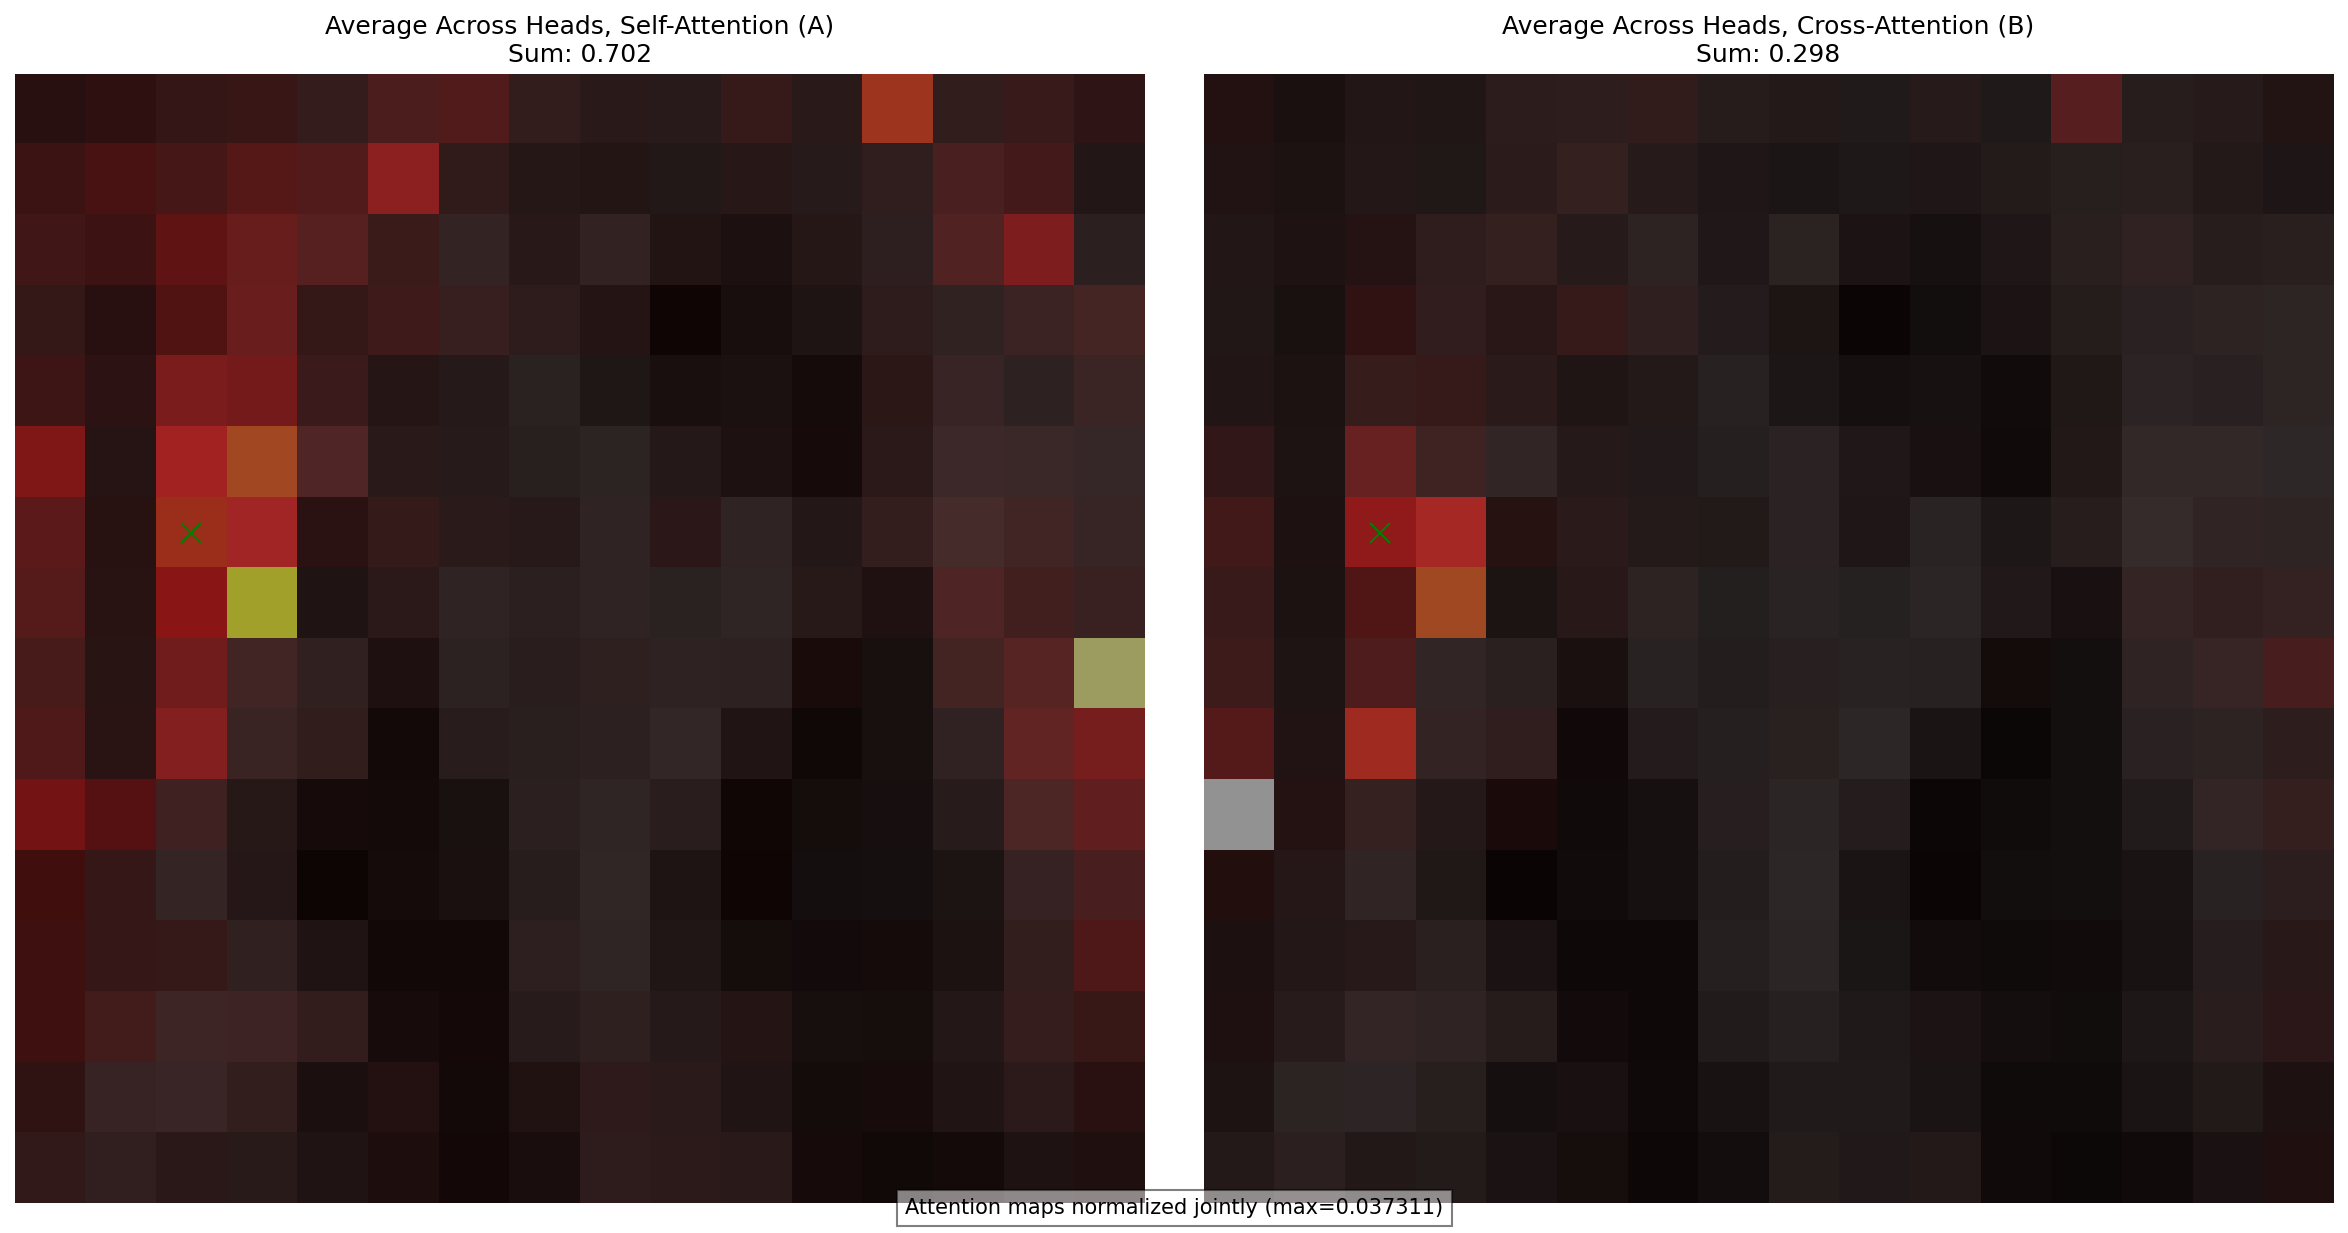 Average Across Heads, Self-Attention (A)
Sum: 0.702
Average Across Heads, Cross-Attention (B)
Sum: 0.298
Attention maps normalized jointly (max=0.037311)